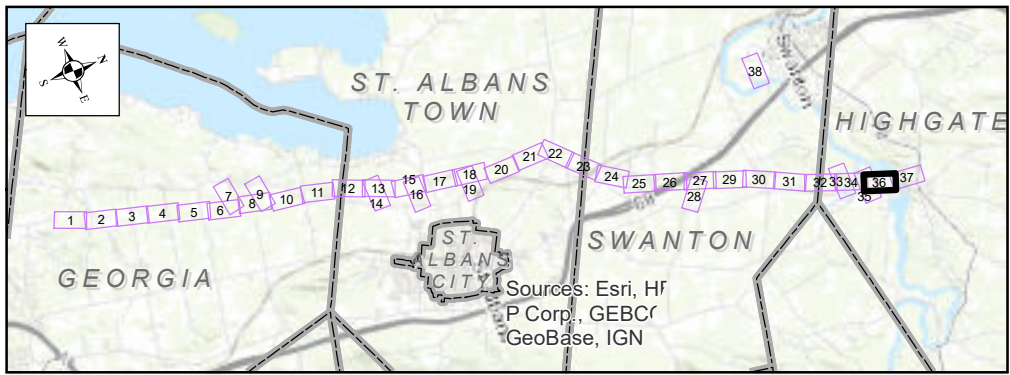 W
N
S
E
ST. ALBANS
TOWN
38
Swanton
HIGHGATE
1
2
3
4
5
6
7
8
9
10
11
12
13
14
15
16
17
18
19
20
21
22
23
24
25
26
27
28
29
30
31
32
33
34
35
36
37
GEORGIA
ST.
ALBANS
CITY
SWANTON
Sources: Esri, HE
P Corp., GEBCO
GeoBase, IGN